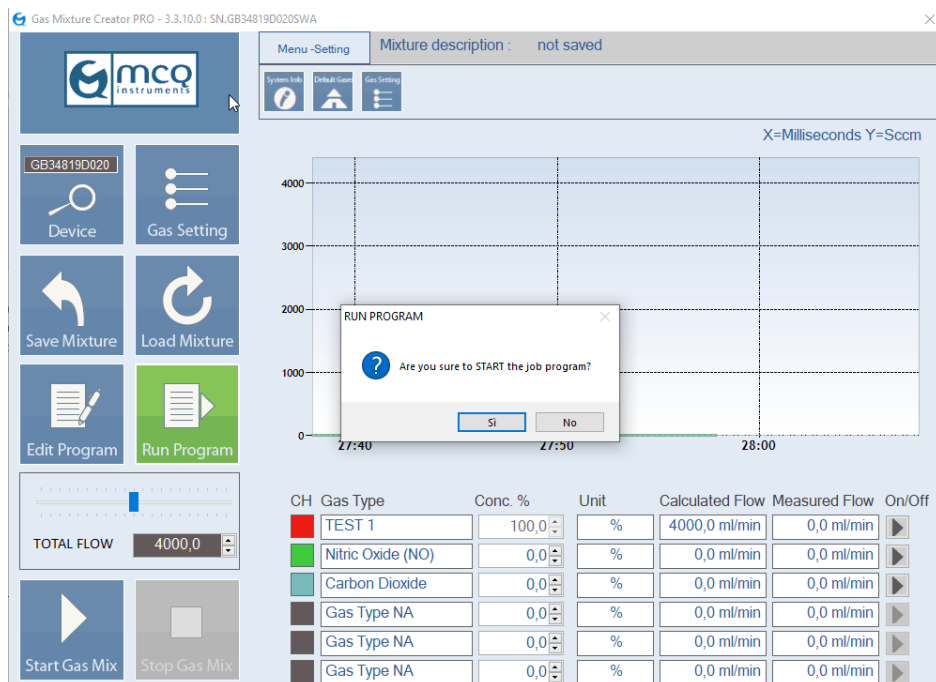 Gas Mixture Creator PRO - 3.3.10.0 : SN.GB34819D020SWA
mcq
instruments
Menu -Setting
Mixture description : not saved
System Info
Default Gases
Gas Setting
X=Milliseconds Y=Sccm
GB34819D020
Device
Gas Setting
Save Mixture
Load Mixture
Edit Program
Run Program
TOTAL FLOW 4000,0
Start Gas Mix
Stop Gas Mix
4000
3000
2000
1000
0
27:40 27:50 28:00
RUN PROGRAM
?
Are you sure to START the job program?
Sì No
CH Gas Type Conc. % Unit Calculated Flow Measured Flow On/Off
TEST 1 100,0 % 4000,0 ml/min 0,0 ml/min
Nitric Oxide (NO) 0,0 % 0,0 ml/min 0,0 ml/min
Carbon Dioxide 0,0 % 0,0 ml/min 0,0 ml/min
Gas Type NA 0,0 % 0,0 ml/min 0,0 ml/min
Gas Type NA 0,0 % 0,0 ml/min 0,0 ml/min
Gas Type NA 0,0 % 0,0 ml/min 0,0 ml/min